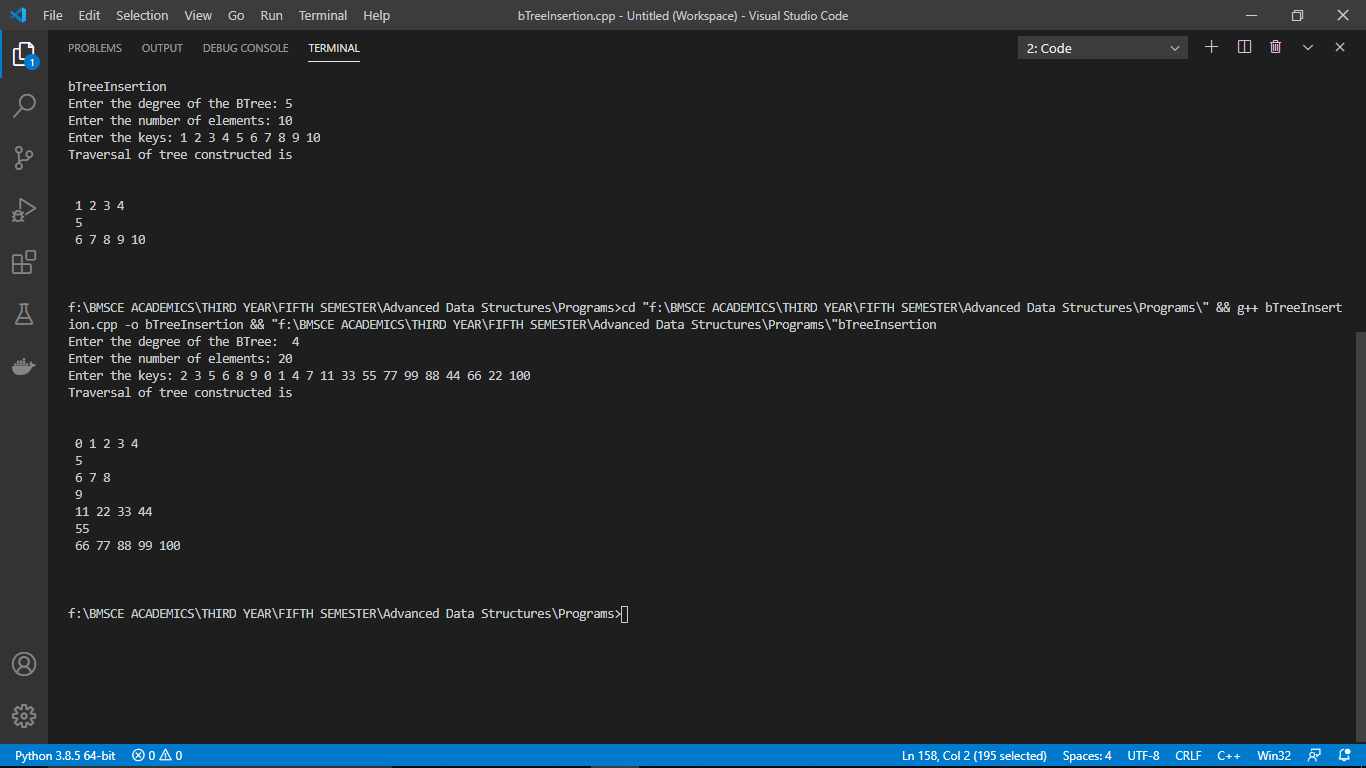 File Edit Selection View Go Run Terminal Help bTreeInsertion.cpp - Untitled (Workspace) - Visual Studio Code
PROBLEMS OUTPUT DEBUG CONSOLE TERMINAL 2: Code
1
bTreeInsertion
Enter the degree of the BTree: 5
Enter the number of elements: 10
Enter the keys: 1 2 3 4 5 6 7 8 9 10
Traversal of tree constructed is
1 2 3 4
5
6 7 8 9 10
f:\BMSCE ACADEMICS\THIRD YEAR\FIFTH SEMESTER\Advanced Data Structures\Programs>cd "f:\BMSCE ACADEMICS\THIRD YEAR\FIFTH SEMESTER\Advanced Data Structures\Programs\" && g++ bTreeInsert
ion.cpp -o bTreeInsertion && "f:\BMSCE ACADEMICS\THIRD YEAR\FIFTH SEMESTER\Advanced Data Structures\Programs\"bTreeInsertion
Enter the degree of the BTree:  4
Enter the number of elements: 20
Enter the keys: 2 3 5 6 8 9 0 1 4 7 11 33 55 77 99 88 44 66 22 100
Traversal of tree constructed is
0 1 2 3 4
5
6 7 8
9
11 22 33 44
55
66 77 88 99 100
f:\BMSCE ACADEMICS\THIRD YEAR\FIFTH SEMESTER\Advanced Data Structures\Programs>
Python 3.8.5 64-bit 0 0 Ln 158, Col 2 (195 selected) Spaces: 4 UTF-8 CRLF C++ Win32